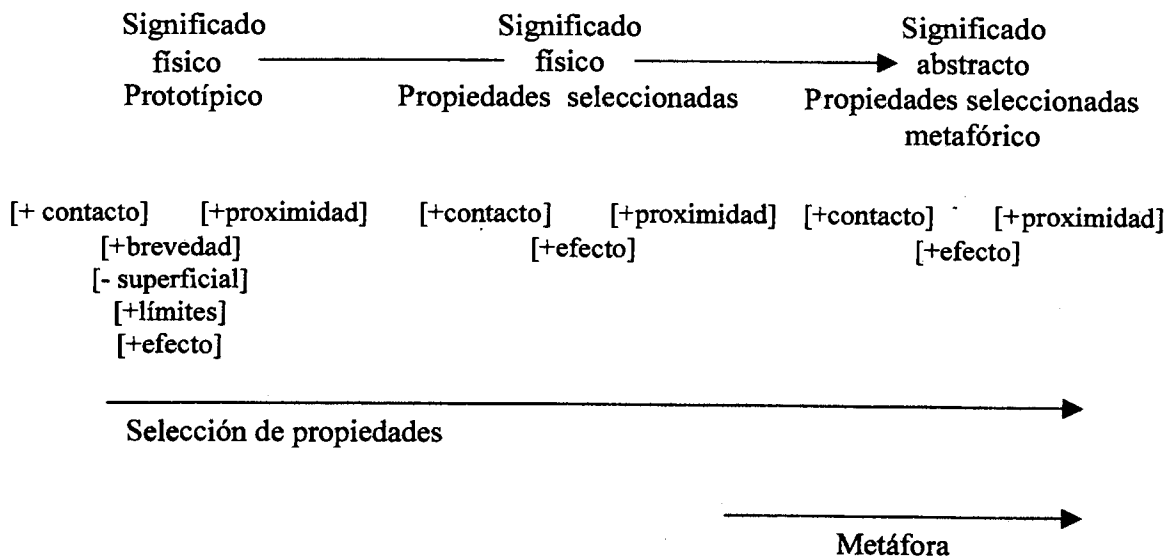 Significado Significado Significado
físico físico abstracto
Prototípico Propiedades seleccionadas Propiedades seleccionadas
metafórico
[+ contacto] [+proximidad] [+contacto] [+proximidad] [+contacto] [+proximidad]
[+brevedad] [+efecto] [+efecto]
[- superficial]
[+límites]
[+efecto]
Selección de propiedades
Metáfora